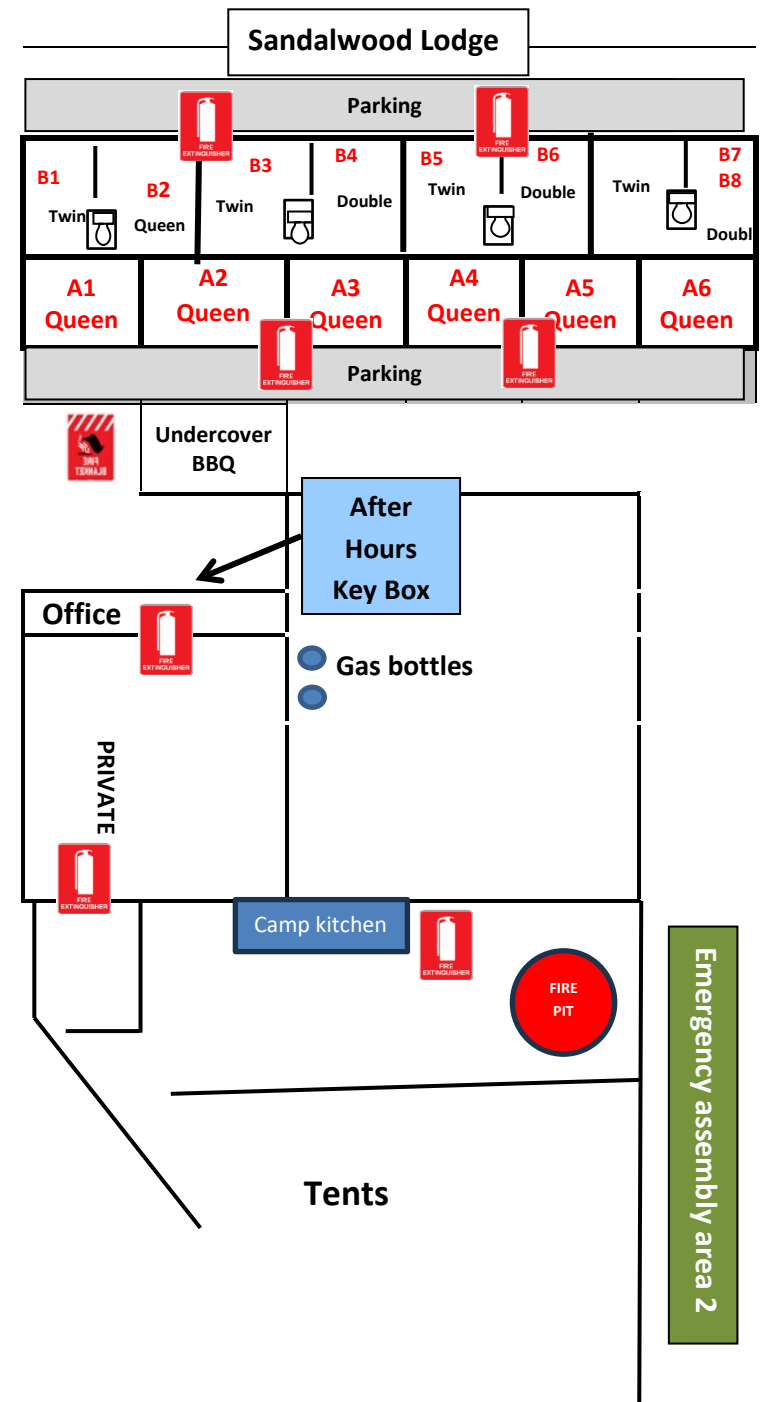 Sandalwood Lodge
Parking
FIRE
EXTINGUISHER
FIRE
EXTINGUISHER
B1
B2
B3
B4
B5
B6
B7
B8
Twin
Queen
Twin
Double
Twin
Double
Twin
Doubl
A1
Queen
A2
Queen
A3
Queen
A4
Queen
A5
Queen
A6
Queen
FIRE
EXTINGUISHER
FIRE
EXTINGUISHER
Parking
FIRE
BLANKET
Undercover
BBQ
After
Hours
Key Box
Office
FIRE
EXTINGUISHER
Gas bottles
PRIVATE
FIRE
EXTINGUISHER
Camp kitchen
FIRE
EXTINGUISHER
FIRE
PIT
Emergency assembly area 2
Tents